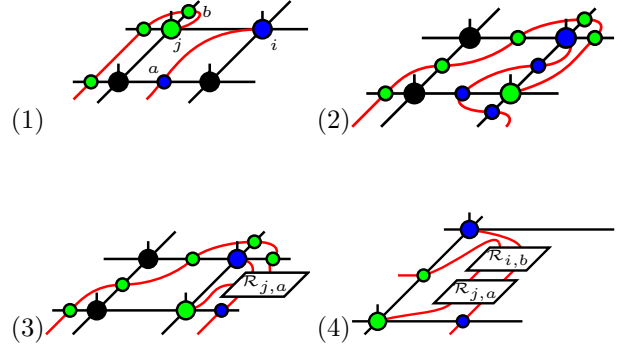 b
j
i
a
(1)
(2)
R_{j,a}
(3)
R_{i,b}
R_{j,a}
(4)